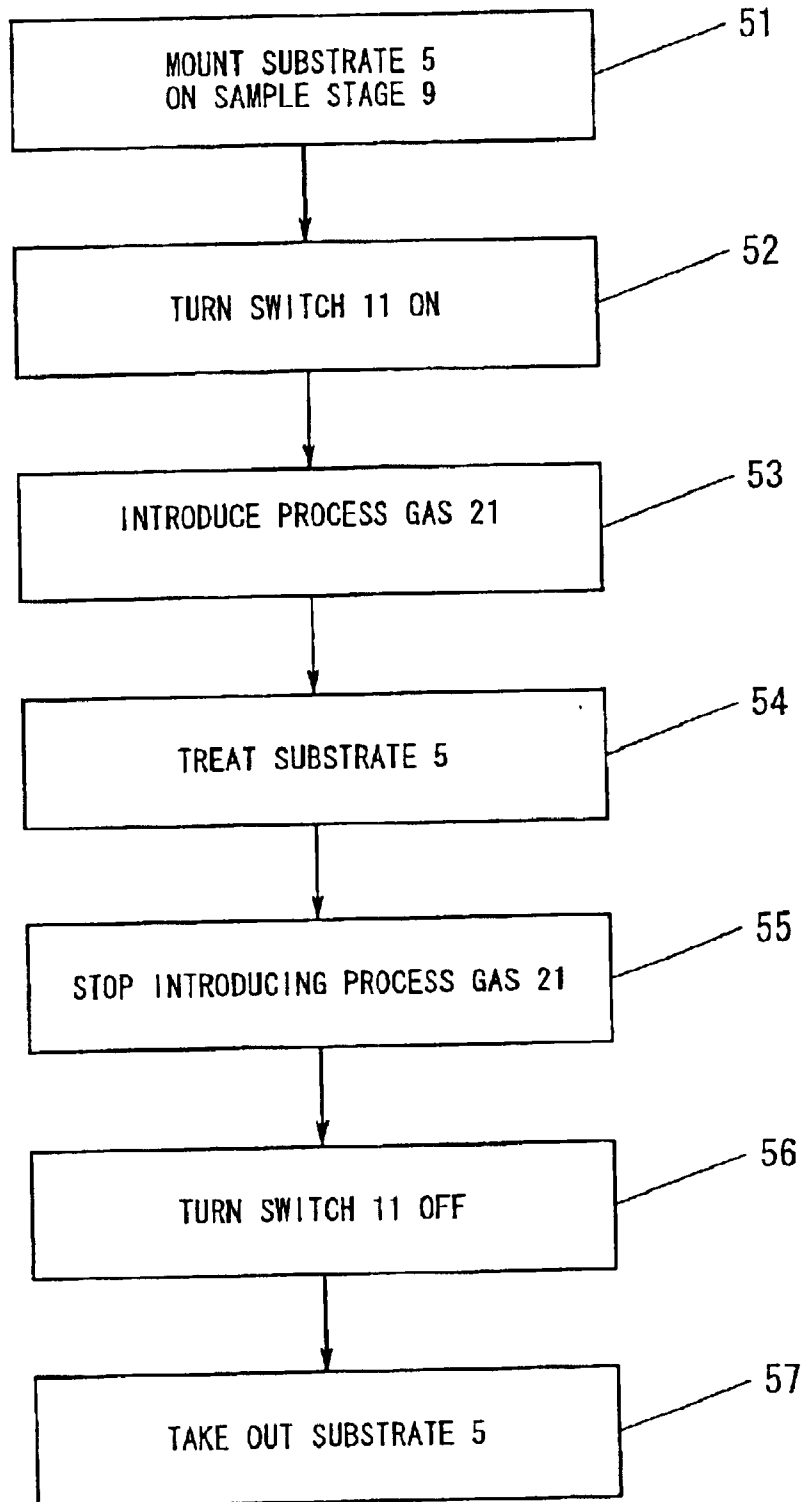 51
MOUNT SUBSTRATE 5
ON SAMPLE STAGE 9
52
TURN SWITCH 11 ON
53
INTRODUCE PROCESS GAS 21
54
TREAT SUBSTRATE 5
55
STOP INTRODUCING PROCESS GAS 21
56
TURN SWITCH 11 OFF
57
TAKE OUT SUBSTRATE 5